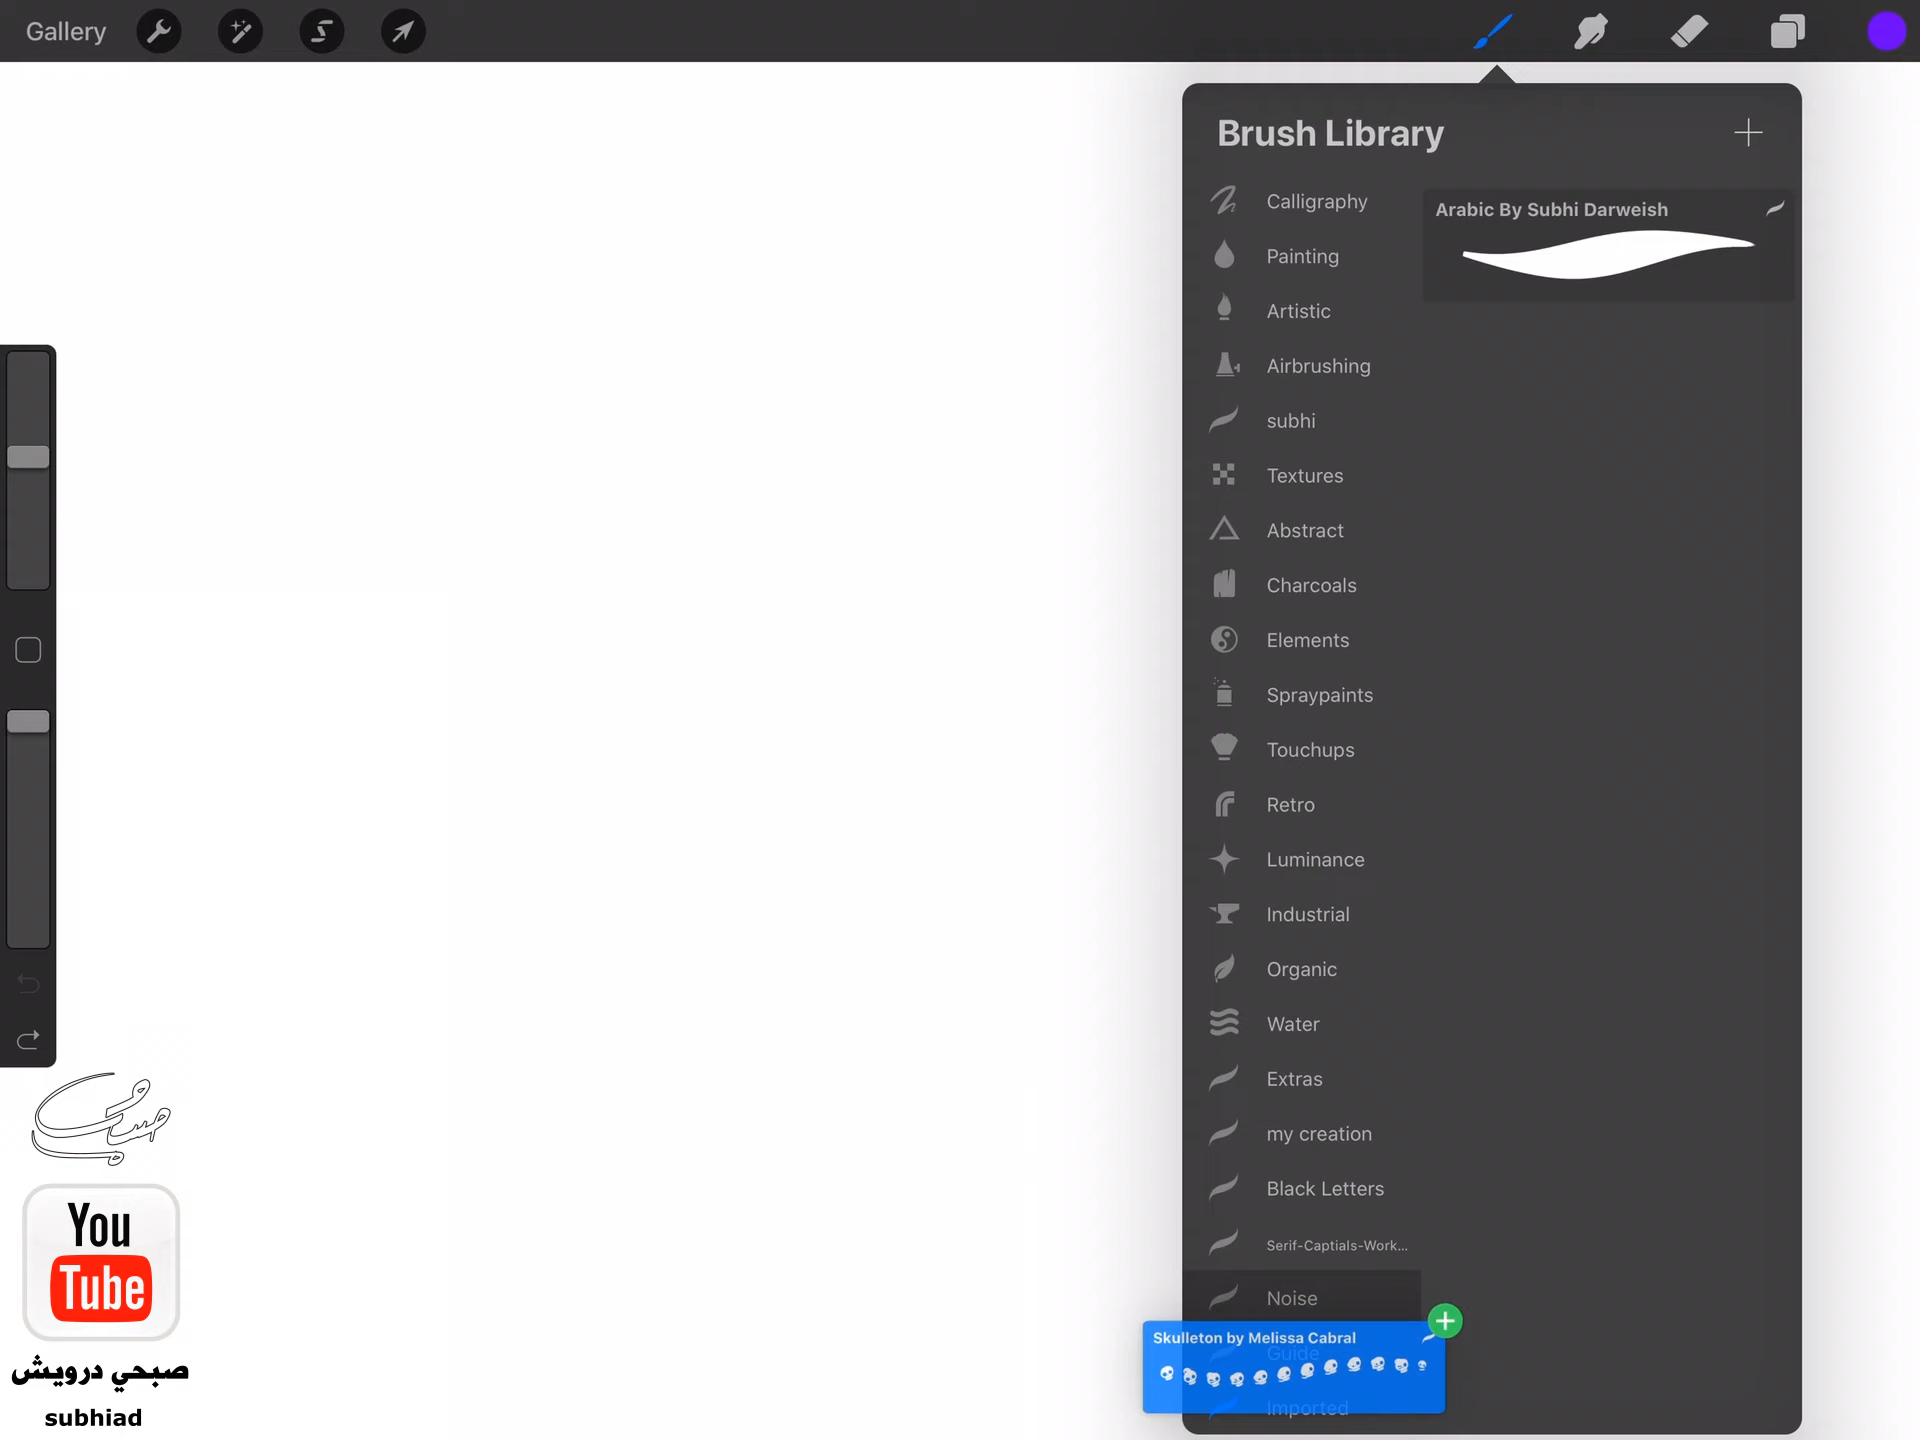 Gallery
Brush Library
Calligraphy
Arabic By Subhi Darweish
Painting
Artistic
Airbrushing
subhi
Textures
Abstract
Charcoals
Elements
Spraypaints
Touchups
Retro
Luminance
Industrial
Organic
Water
Extras
my creation
Black Letters
Serif-Captials-Work...
Noise
Skulleton by Melissa Cabral
Guide
Imported
You
Tube
صبحي درويش
subhiad